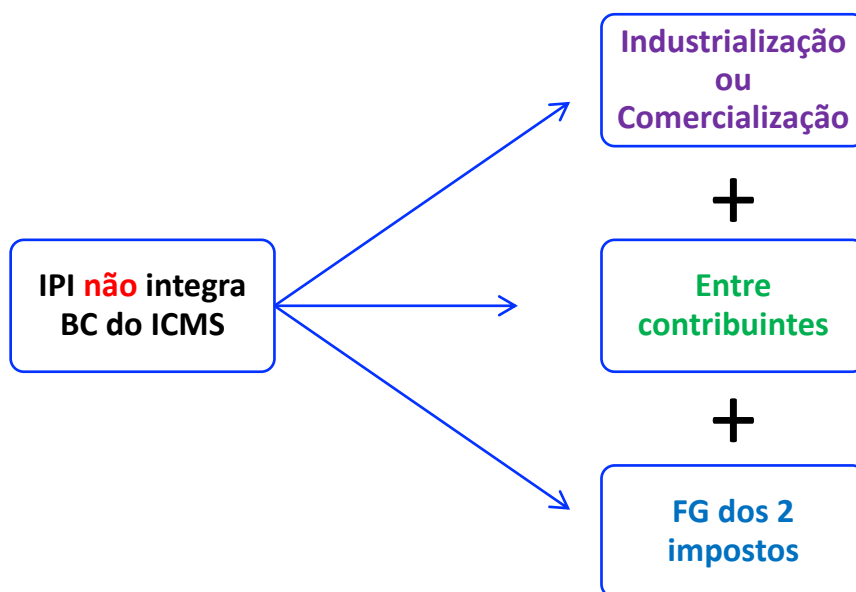 Industrialização
ou
Comercialização
+
IPI não integra
BC do ICMS
Entre
contribuintes
+
FG dos 2
impostos